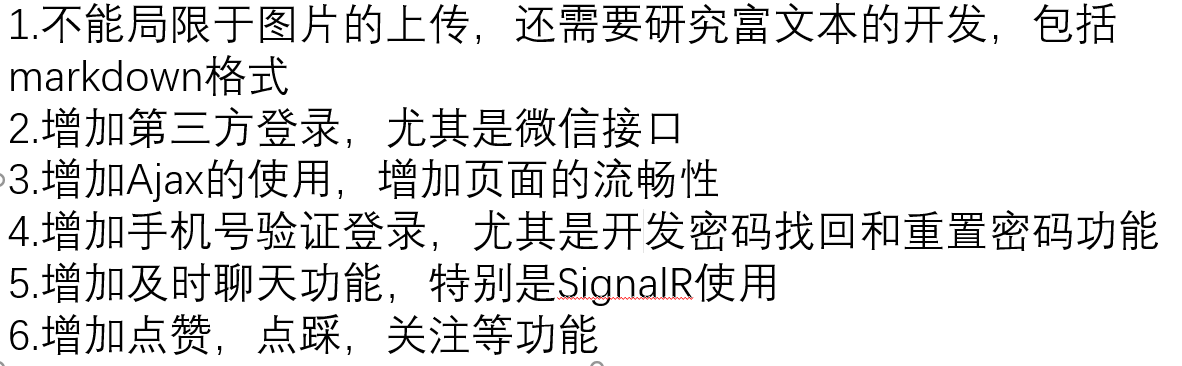 1.不能局限于图片的上传，还需要研究富文本的开发，包括
markdown格式
2.增加第三方登录，尤其是微信接口
3.增加Ajax的使用，增加页面的流畅性
4.增加手机号验证登录，尤其是开发密码找回和重置密码功能
5.增加及时聊天功能，特别是SignalR使用
6.增加点赞，点踩，关注等功能